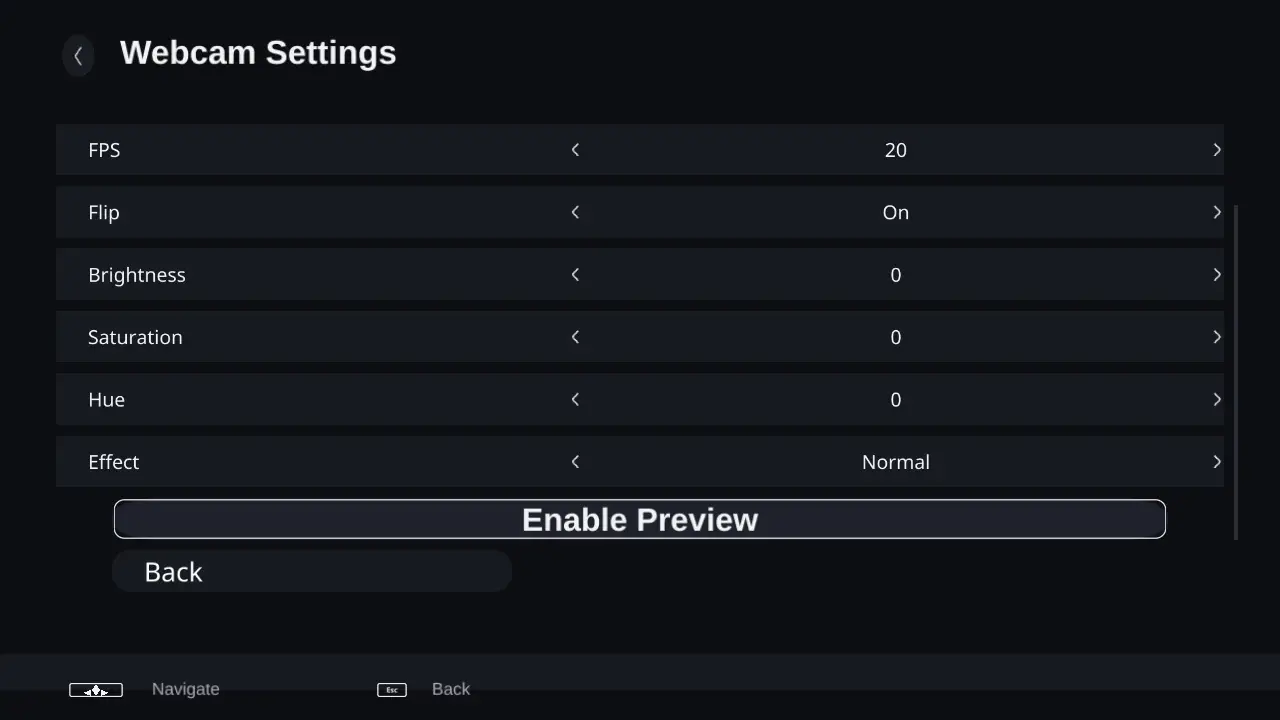 Webcam Settings
FPS 20
Flip On
Brightness 0
Saturation 0
Hue 0
Effect Normal
Enable Preview
Back
Navigate Esc Back